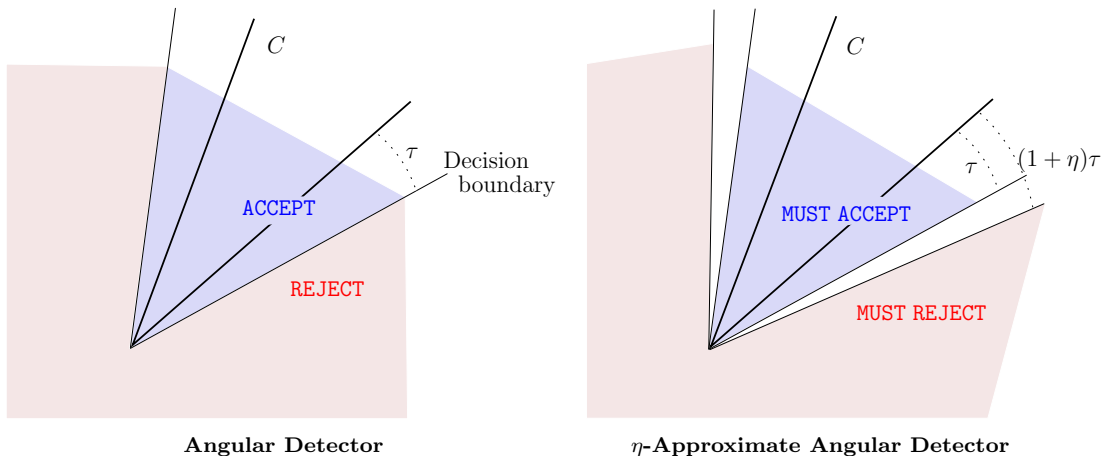 C
τ
Decision
boundary
ACCEPT
REJECT
Angular Detector
C
τ
(1 + η)τ
MUST ACCEPT
MUST REJECT
η-Approximate Angular Detector